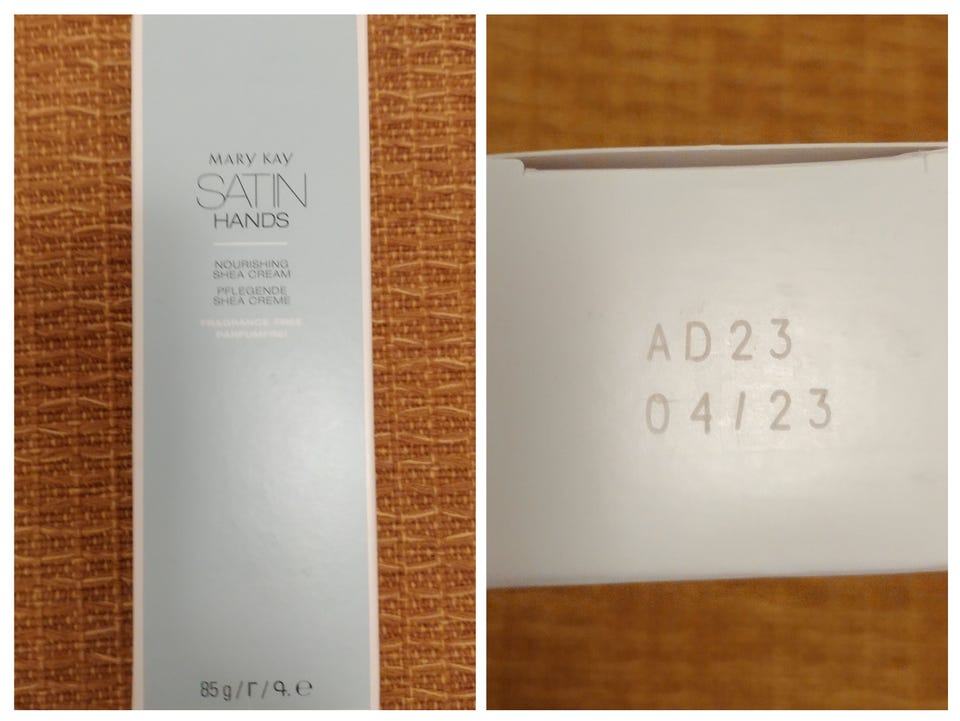 MARY KAY
SATIN
HANDS
NOURISHING
SHEA CREAM
PFLEGENDE
SHEA CREME
FRAGRANCE-FREE
PARFUMFREI
85 g / г / գ. ℮
AD23
04/23